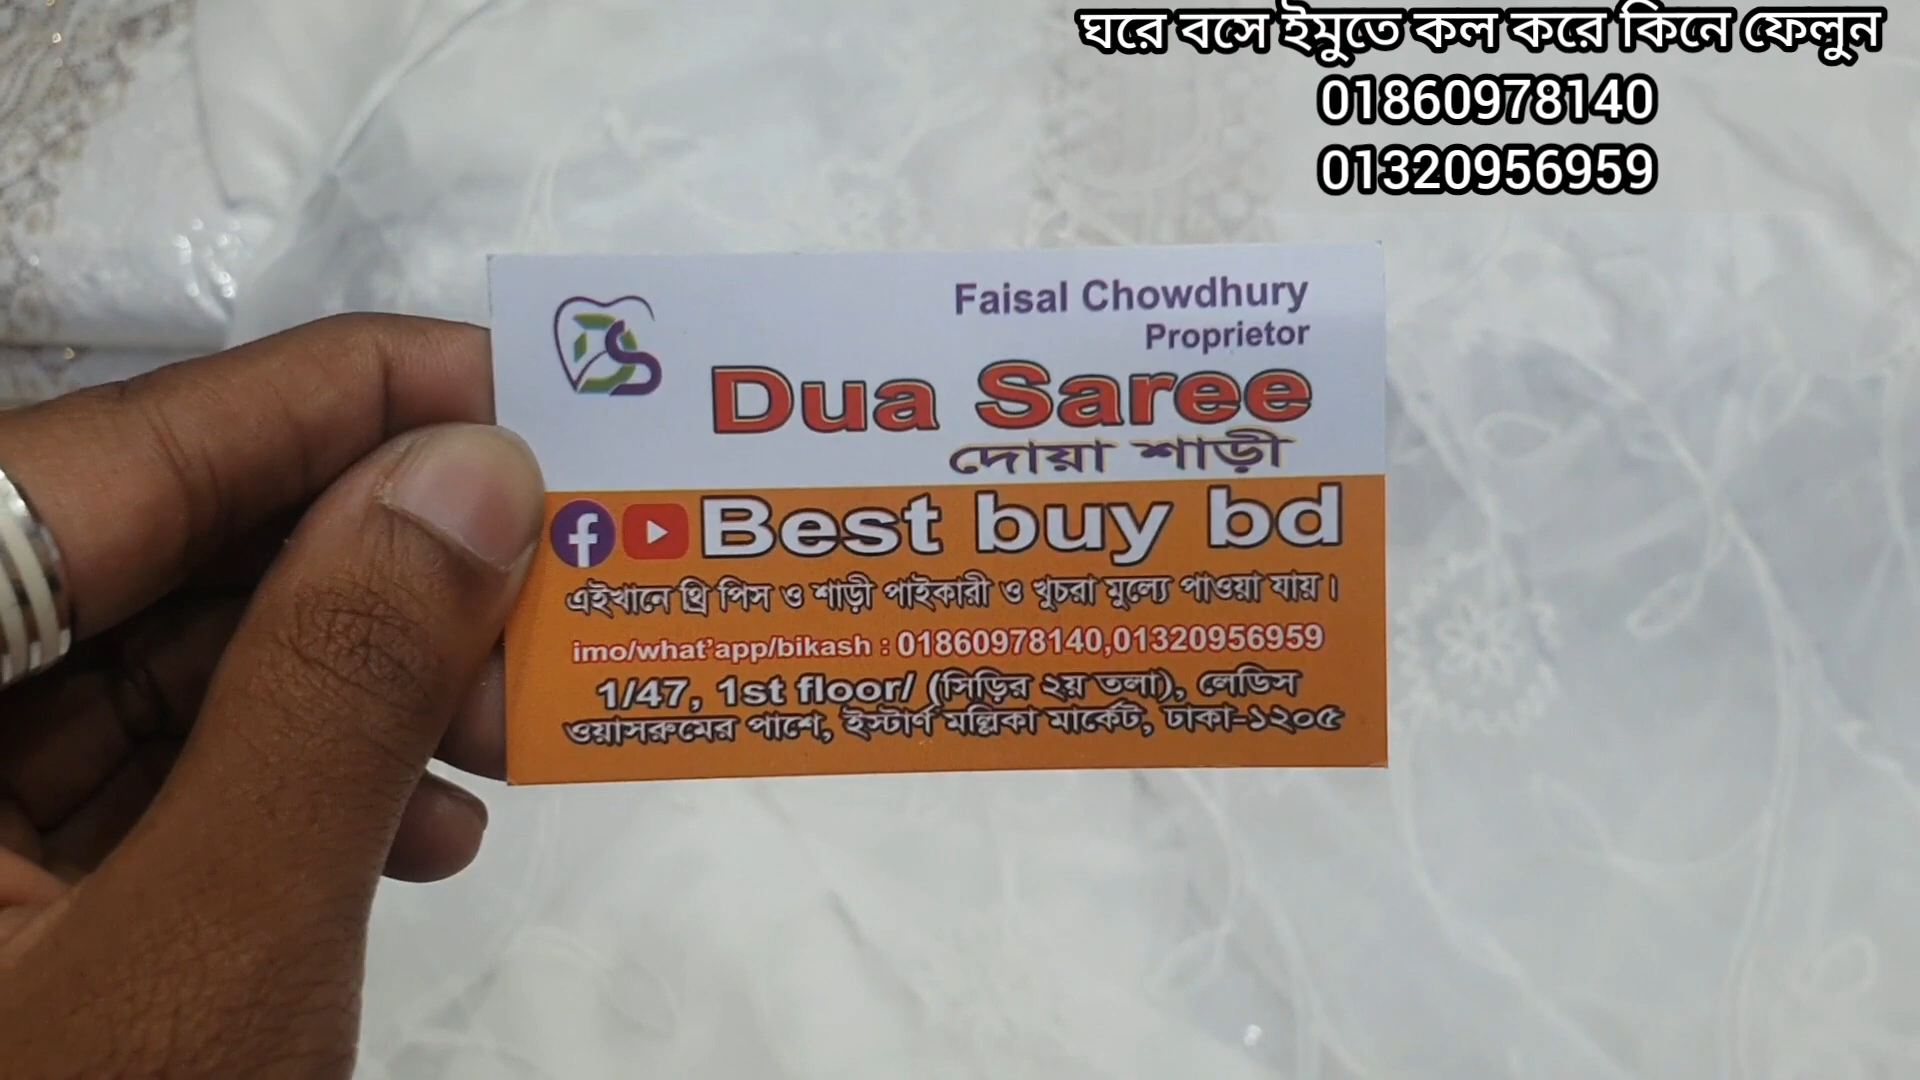 ঘরে বসে ইমুতে কল করে কিনে ফেলুন
01860978140
01320956959
DS
Faisal Chowdhury
Proprietor
Dua Saree
দোয়া শাড়ী
f Best buy bd
এইখানে থ্রি পিস ও শাড়ী পাইকারী ও খুচরা মুল্যে পাওয়া যায়।
imo/what'app/bikash : 01860978140,01320956959
1/47, 1st floor/ (সিড়ির ২য় তলা), লেডিস
ওয়াসরুমের পাশে, ইস্টার্ণ মল্লিকা মার্কেট, ঢাকা-১২০৫